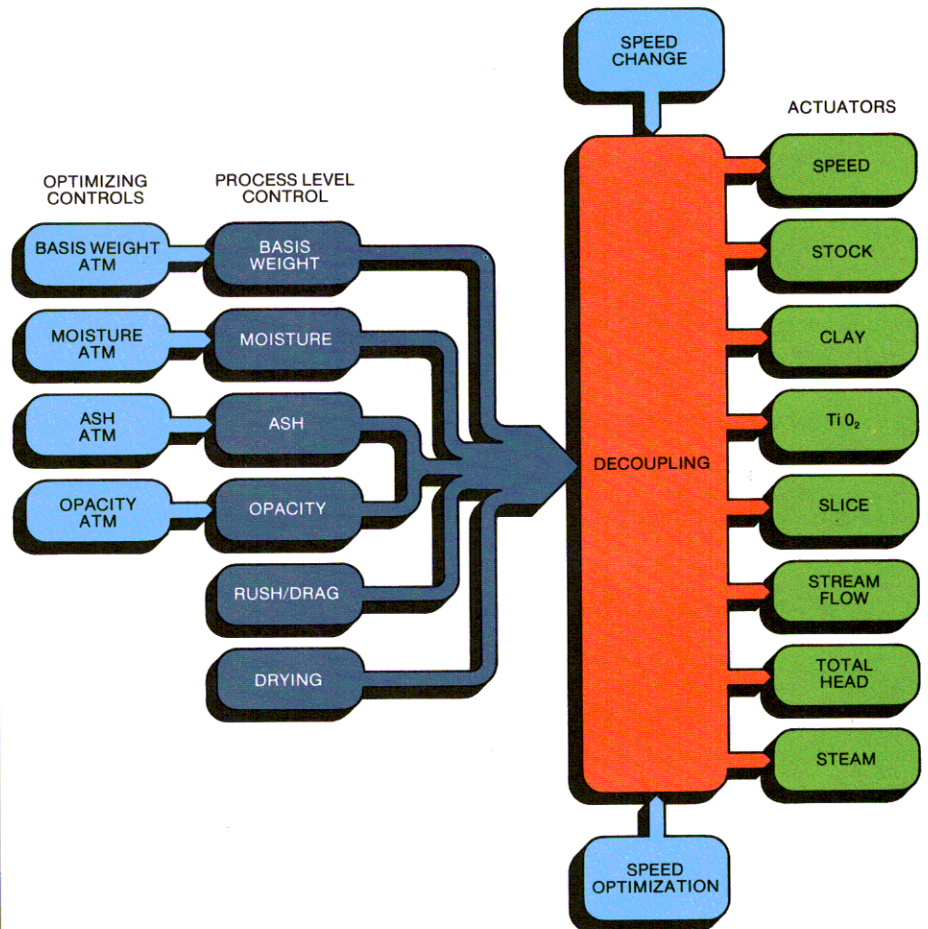 SPEED
CHANGE
ACTUATORS
OPTIMIZING
CONTROLS
PROCESS LEVEL
CONTROL
BASIS WEIGHT
ATM
BASIS
WEIGHT
MOISTURE
ATM
MOISTURE
ASH
ATM
ASH
OPACITY
ATM
OPACITY
RUSH/DRAG
DRYING
DECOUPLING
SPEED
STOCK
CLAY
Ti 0₂
SLICE
STREAM
FLOW
TOTAL
HEAD
STEAM
SPEED
OPTIMIZATION